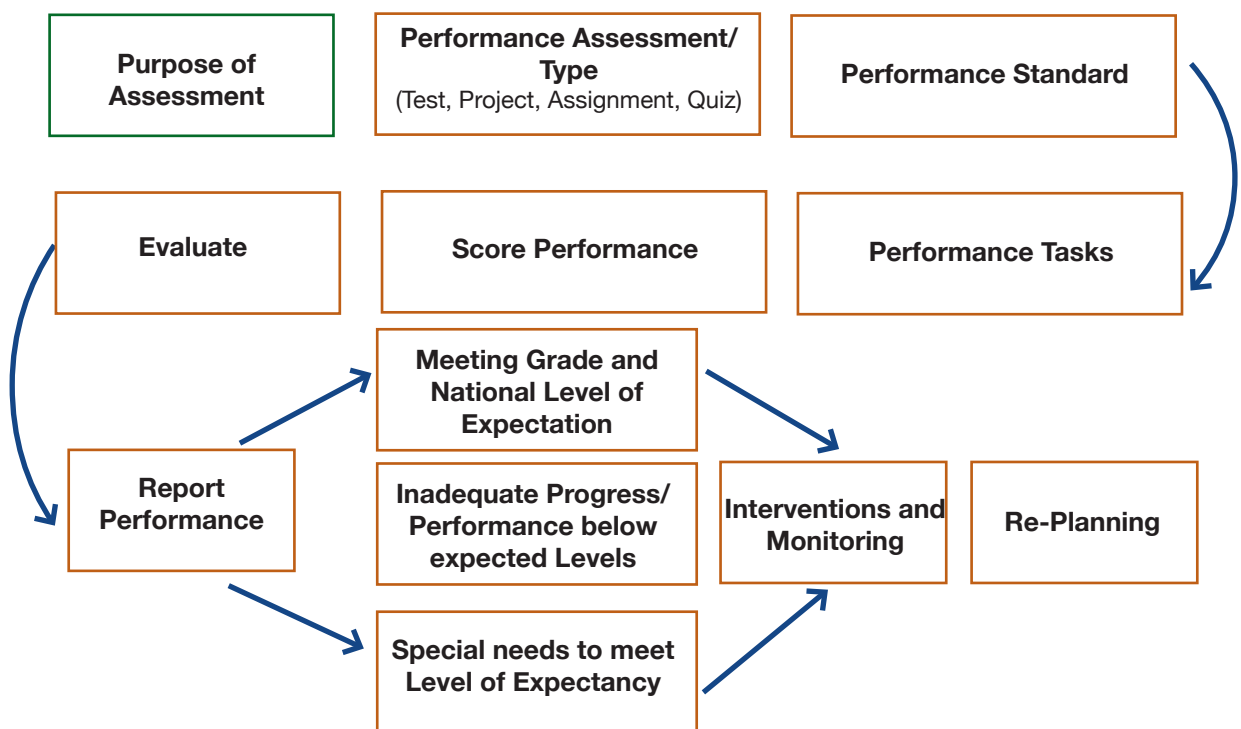 Purpose of
Assessment
Performance Assessment/
Type
(Test, Project, Assignment, Quiz)
Performance Standard
Evaluate
Score Performance
Performance Tasks
Meeting Grade and
National Level of
Expectation
Report
Performance
Inadequate Progress/
Performance below
expected Levels
Interventions and
Monitoring
Re-Planning
Special needs to meet
Level of Expectancy